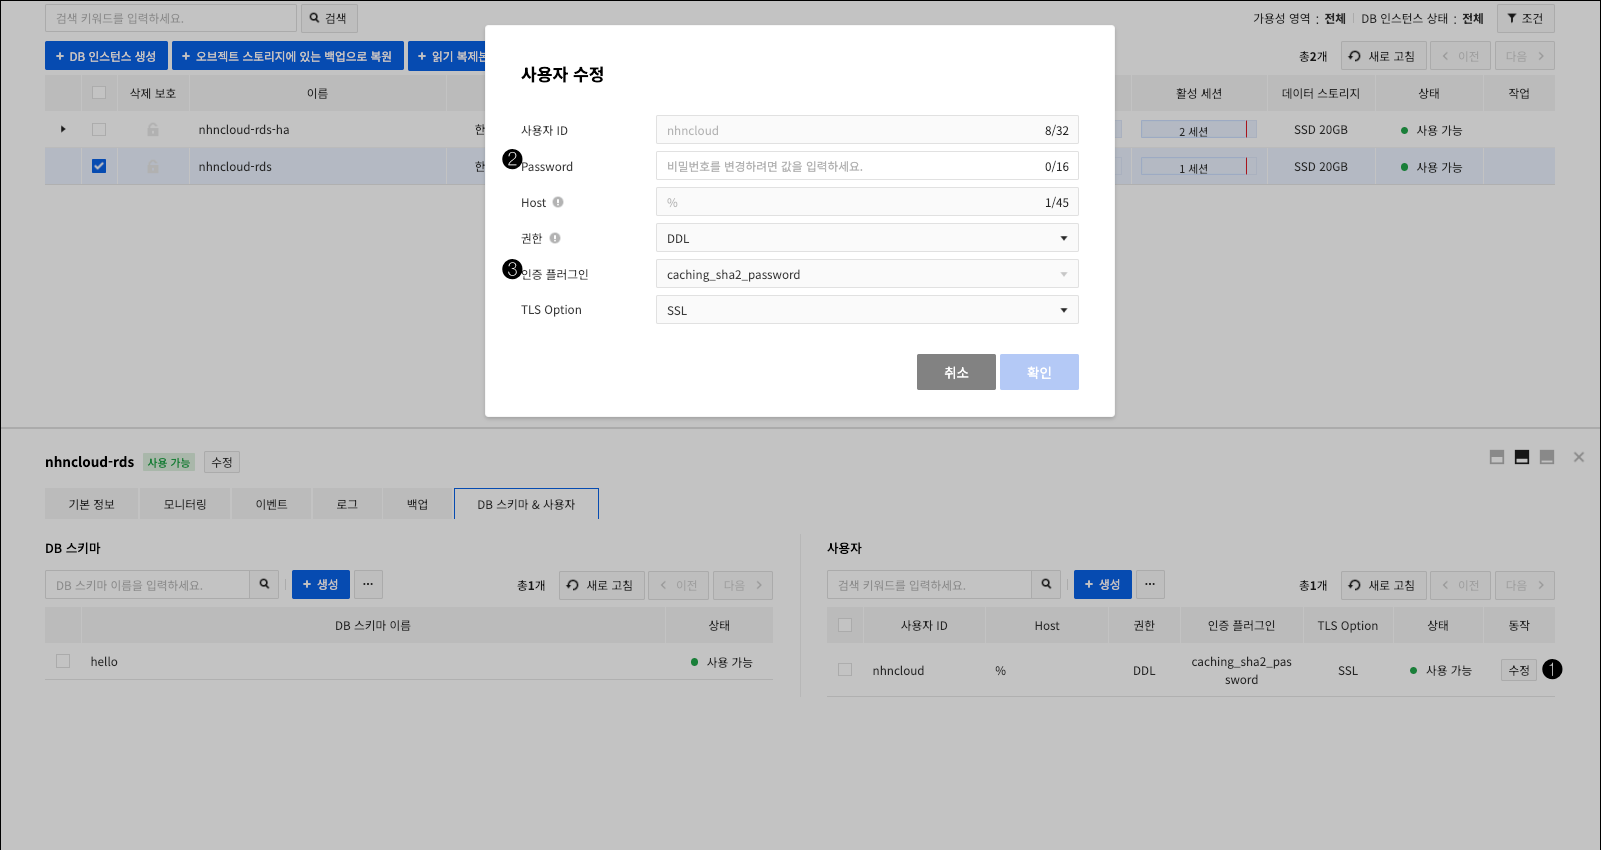 검색 키워드를 입력하세요.
검색
가용성 영역 : 전체
DB 인스턴스 상태 : 전체
조건
+ DB 인스턴스 생성
+ 오브젝트 스토리지에 있는 백업으로 복원
+ 읽기 복제본
총2개
새로 고침
이전
다음
삭제 보호
이름
활성 세션
데이터 스토리지
상태
작업
nhncloud-rds-ha
한
2 세션
SSD 20GB
사용 가능
nhncloud-rds
한
1 세션
SSD 20GB
사용 가능
사용자 수정
사용자 ID
nhncloud
8/32
2
Password
비밀번호를 변경하려면 값을 입력하세요.
0/16
Host
%
1/45
권한
DDL
3
인증 플러그인
caching_sha2_password
TLS Option
SSL
취소
확인
nhncloud-rds
사용 가능
수정
기본 정보
모니터링
이벤트
로그
백업
DB 스키마 & 사용자
DB 스키마
DB 스키마 이름을 입력하세요.
+ 생성
...
총1개
새로 고침
이전
다음
DB 스키마 이름
상태
hello
사용 가능
사용자
검색 키워드를 입력하세요.
+ 생성
...
총1개
새로 고침
이전
다음
사용자 ID
Host
권한
인증 플러그인
TLS Option
상태
동작
nhncloud
%
DDL
caching_sha2_pas
sword
SSL
사용 가능
수정
1